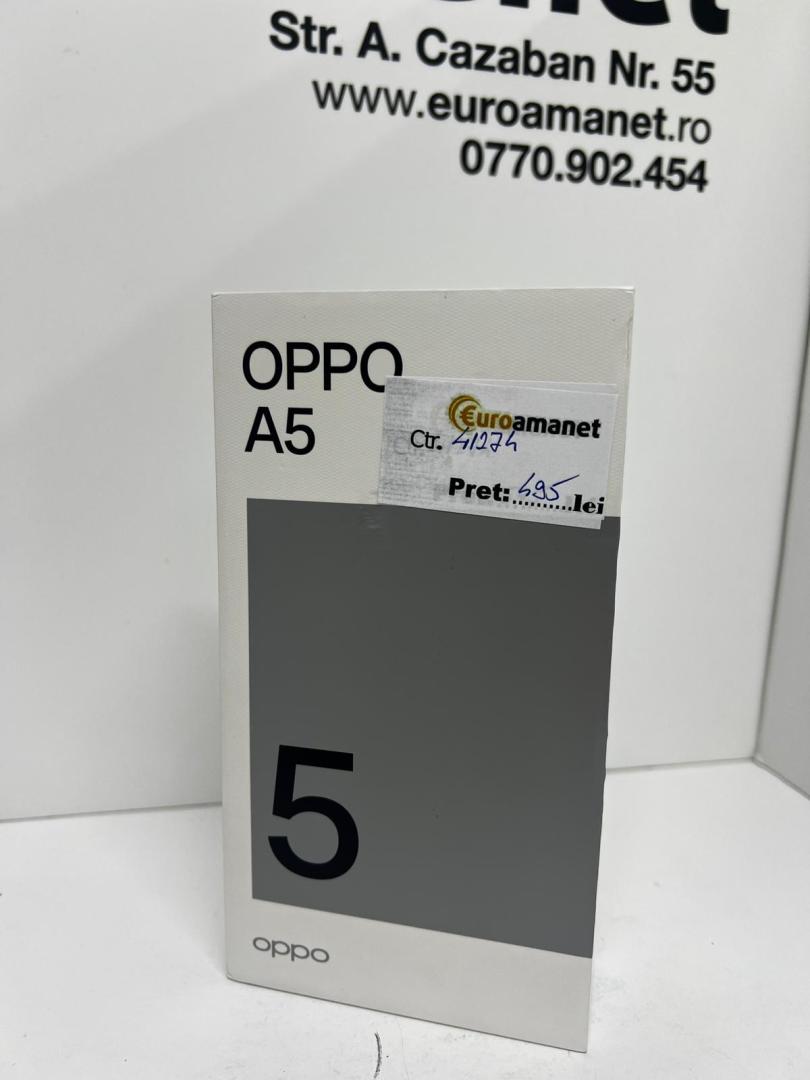 Str. A. Cazaban Nr. 55
www.euroamanet.ro
0770.902.454
OPPO
A5
€uroamanet
Ctr. 41274
Pret: 495 lei
5
oppo